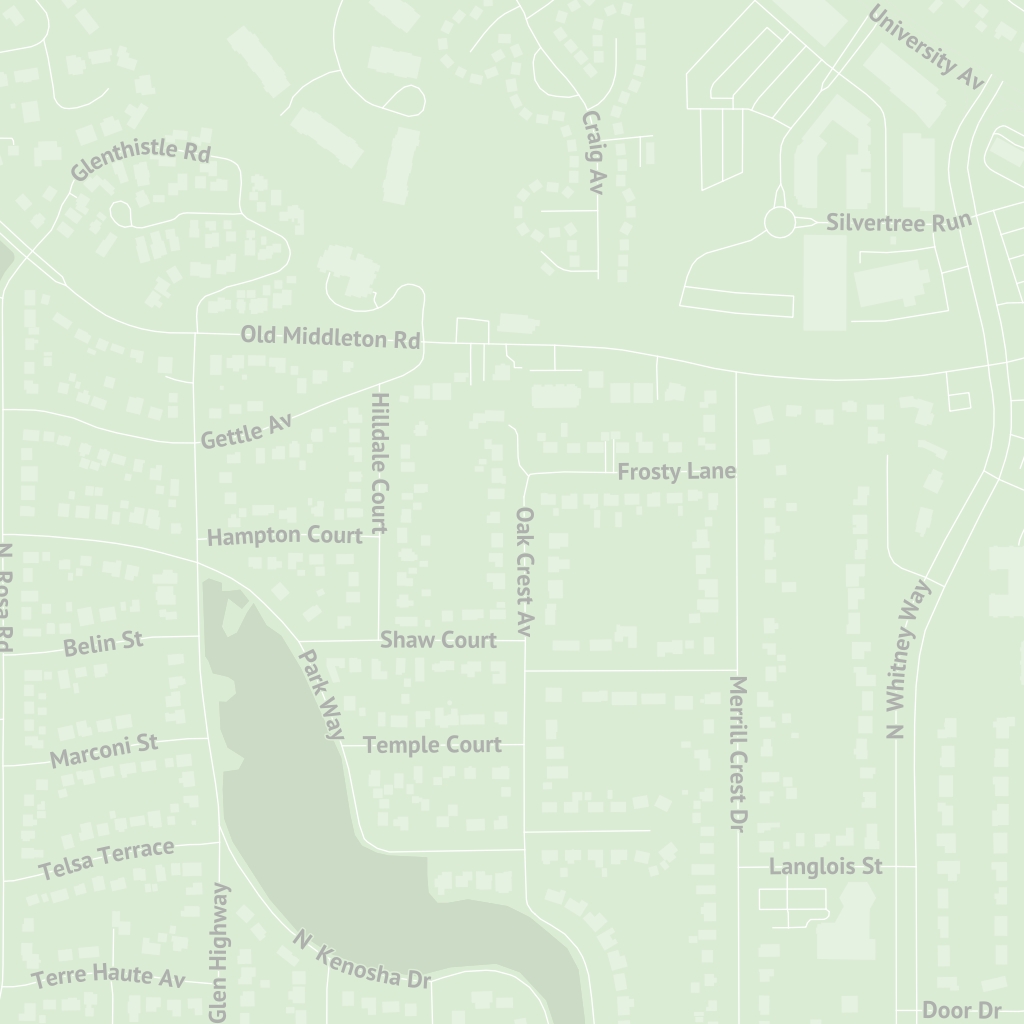 University Av
Craig Av
Glenthistle Rd
Silvertree Run
Old Middleton Rd
Gettle Av
Hilldale Court
Frosty Lane
Hampton Court
Oak Crest Av
N Rosa Rd
Belin St
Shaw Court
N Whitney Way
Park Way
Merrill Crest Dr
Marconi St
Temple Court
Telsa Terrace
Langlois St
Glen Highway
N Kenosha Dr
Terre Haute Av
Door Dr